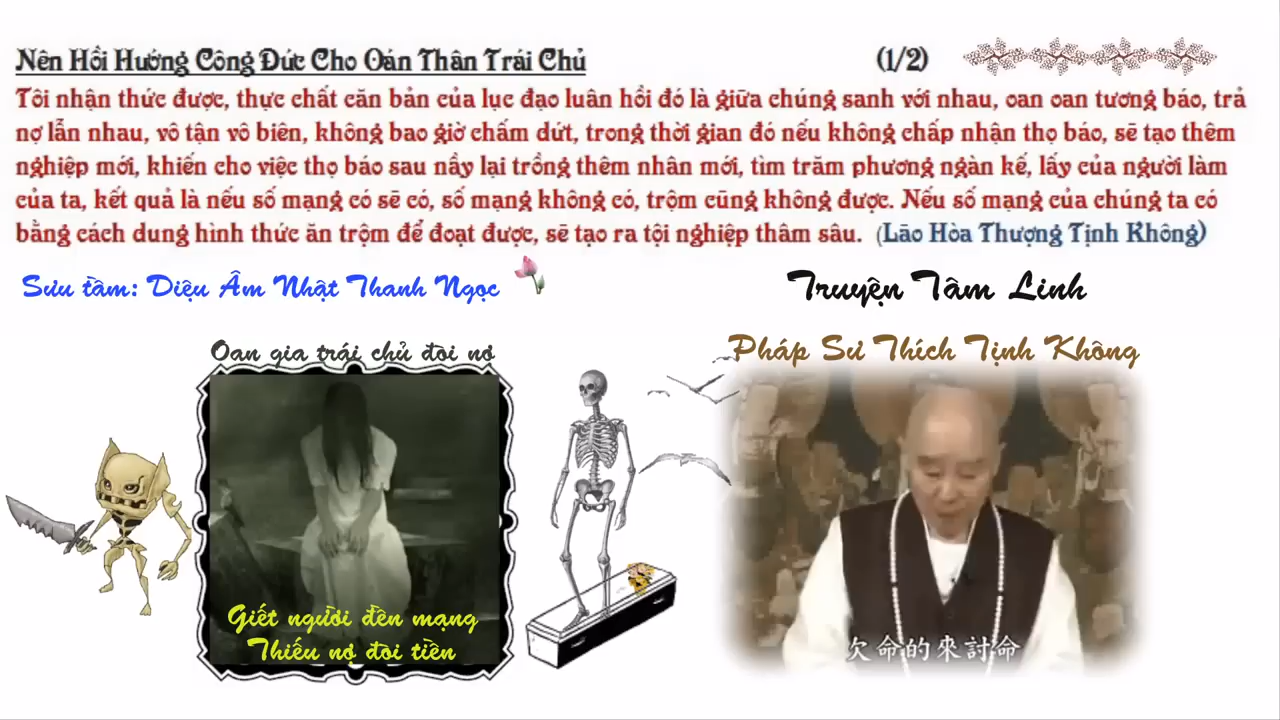 Nên Hồi Hướng Công Đức Cho Oán Thân Trái Chủ (1/2)
Tôi nhận thức được, thực chất căn bản của lục đạo luân hồi đó là giữa chúng sanh với nhau, oan oan tương báo, trả
nợ lẫn nhau, vô tận vô biên, không bao giờ chấm dứt, trong thời gian đó nếu không chấp nhận thọ báo, sẽ tạo thêm
nghiệp mới, khiến cho việc thọ báo sau nầy lại trồng thêm nhân mới, tìm trăm phương ngàn kế, lấy của người làm
của ta, kết quả là nếu số mạng có sẽ có, số mạng không có, trộm cũng không được. Nếu số mạng của chúng ta có
bằng cách dung hình thức ăn trộm để đoạt được, sẽ tạo ra tội nghiệp thâm sâu. (Lão Hòa Thượng Tịnh Không)
Sưu tầm: Diệu Âm Nhật Thanh Ngọc
Truyện Tâm Linh
Oan gia trái chủ đòi nợ
Pháp Sư Thích Tịnh Không
Giết người đền mạng
Thiếu nợ đòi tiền
欠命的來討命